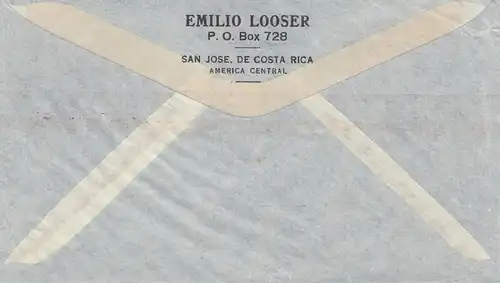 EMILIO LOOSER
P. O. Box 728
SAN JOSE, DE COSTA RICA
AMERICA CENTRAL